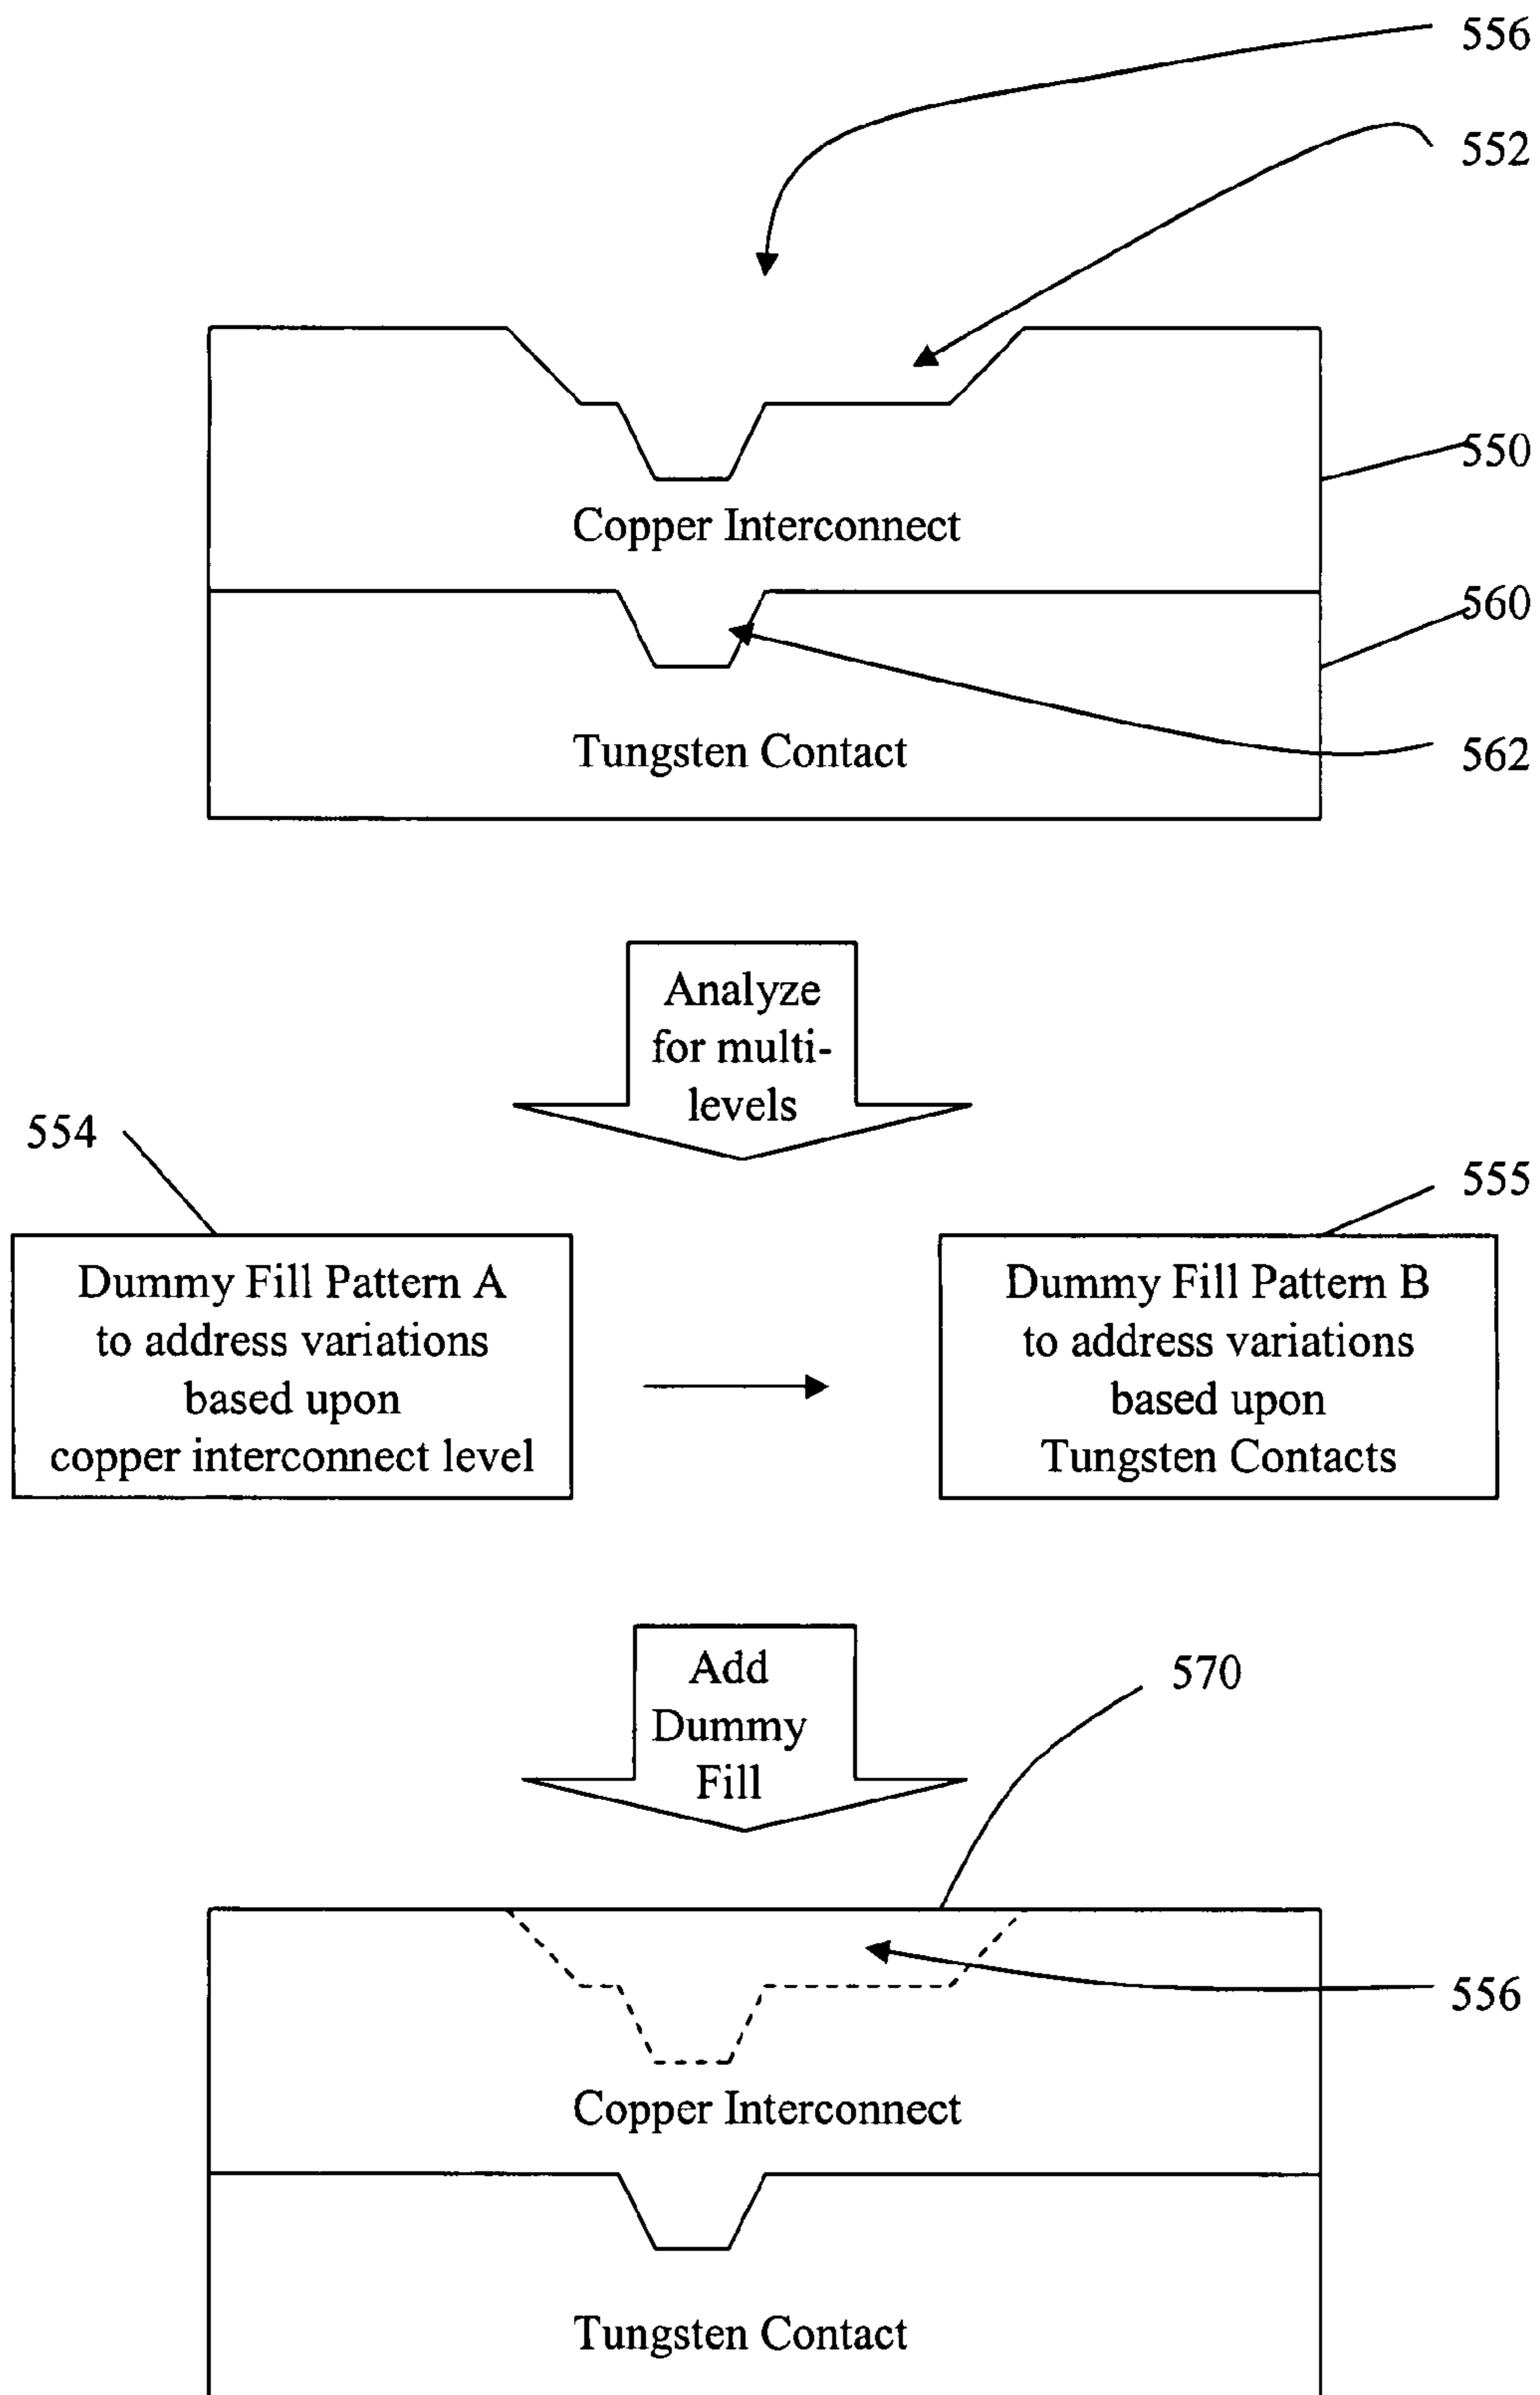 556
552
550
Copper Interconnect
560
Tungsten Contact
562
Analyze
for multi-
levels
554
555
Dummy Fill Pattern A
to address variations
based upon
copper interconnect level
Dummy Fill Pattern B
to address variations
based upon
Tungsten Contacts
Add
Dummy
Fill
570
556
Copper Interconnect
Tungsten Contact